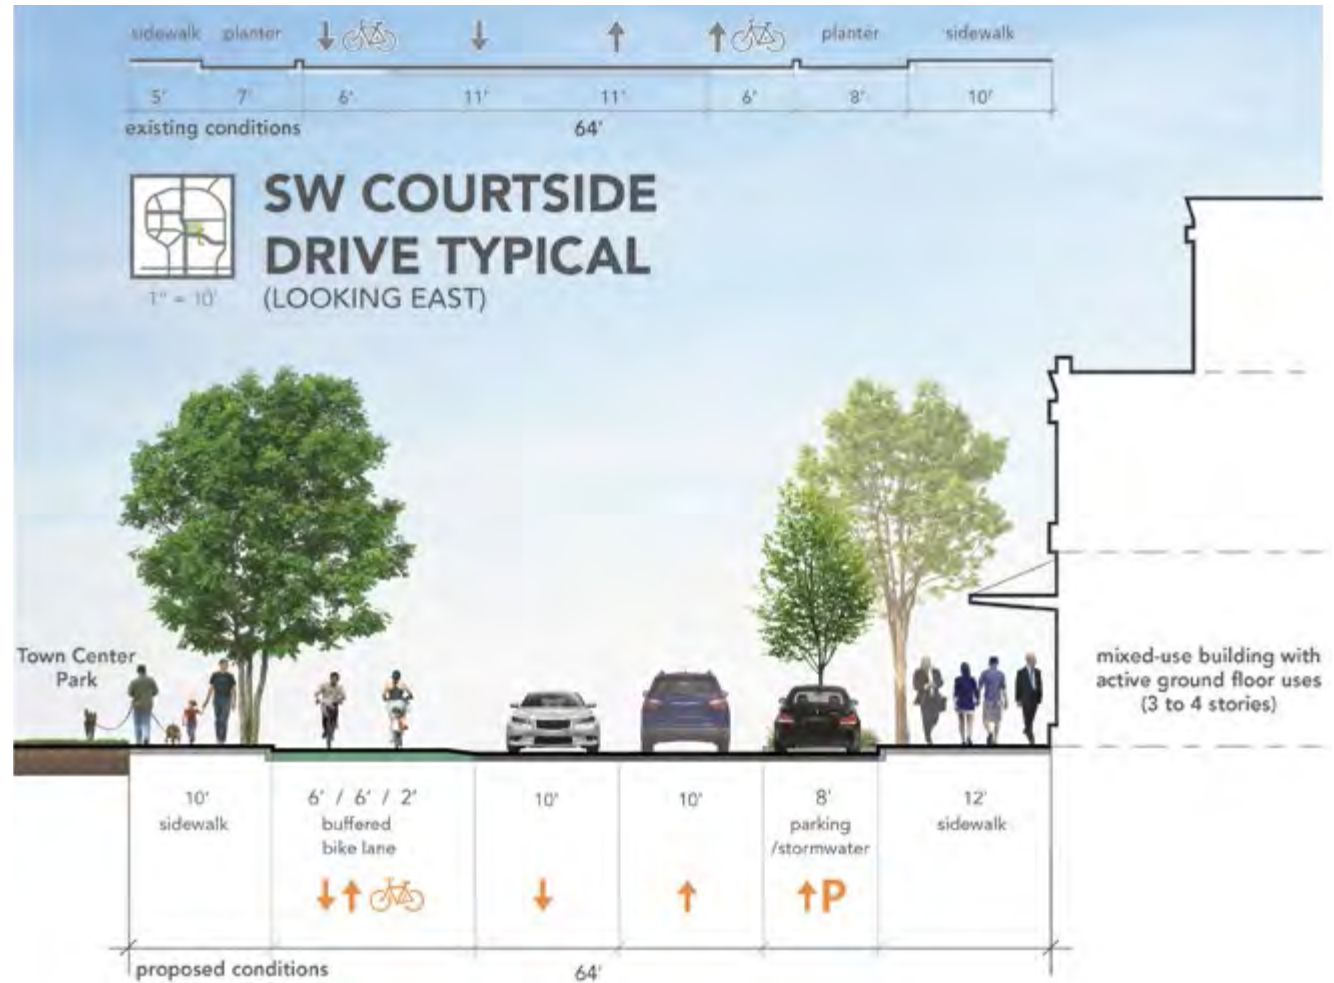 sidewalk planter planter sidewalk
5' 7' 6' 11' 11' 6' 8' 10'
existing conditions 64'
SW COURTSIDE
DRIVE TYPICAL
1" = 10' (LOOKING EAST)
Town Center
Park
mixed-use building with
active ground floor uses
(3 to 4 stories)
10' 6' / 6' / 2' 10' 10' 8' 12'
sidewalk buffered parking sidewalk
bike lane /stormwater
P
proposed conditions 64'